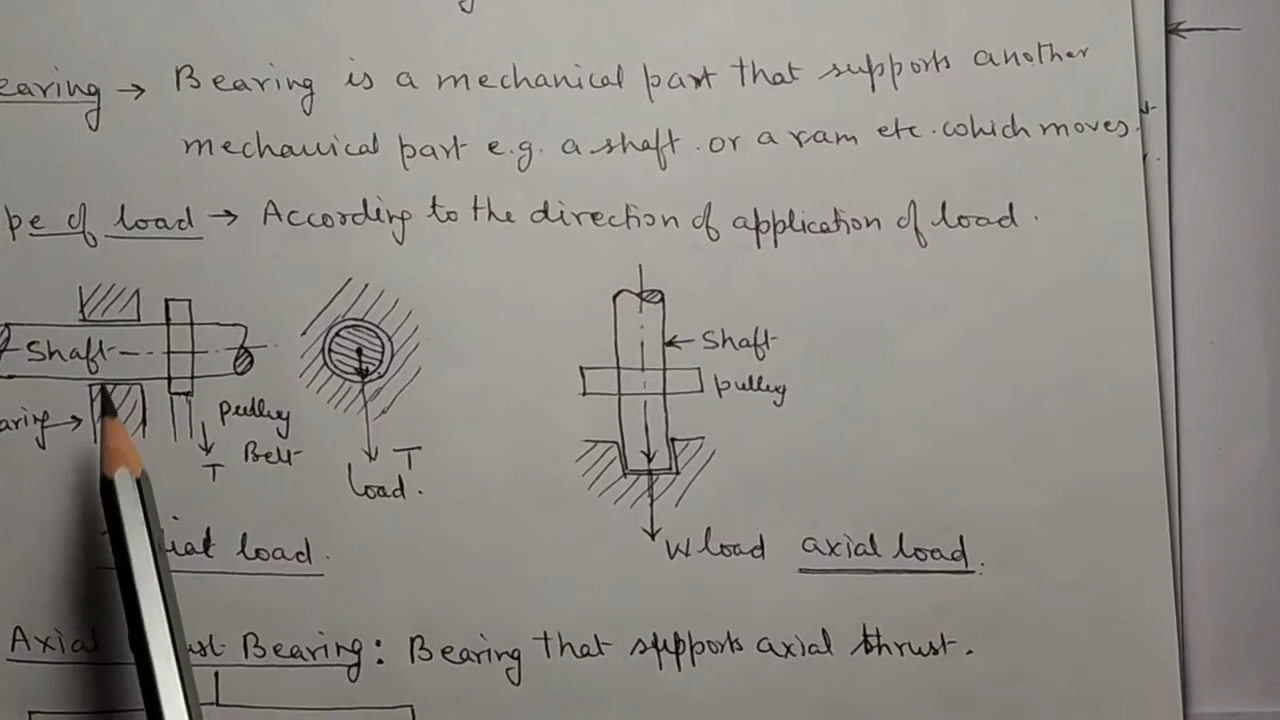 earing → Bearing is a mechanical part that supports another
mechanical part e.g. a shaft. or a ram etc. which moves.
pe of load → According to the direction of application of load.
Shaft
aring →
pulley
Belt
T
T
load.
Shaft
pulley
load.
W load axial load.
Axial Bearing: Bearing that supports axial thrust.